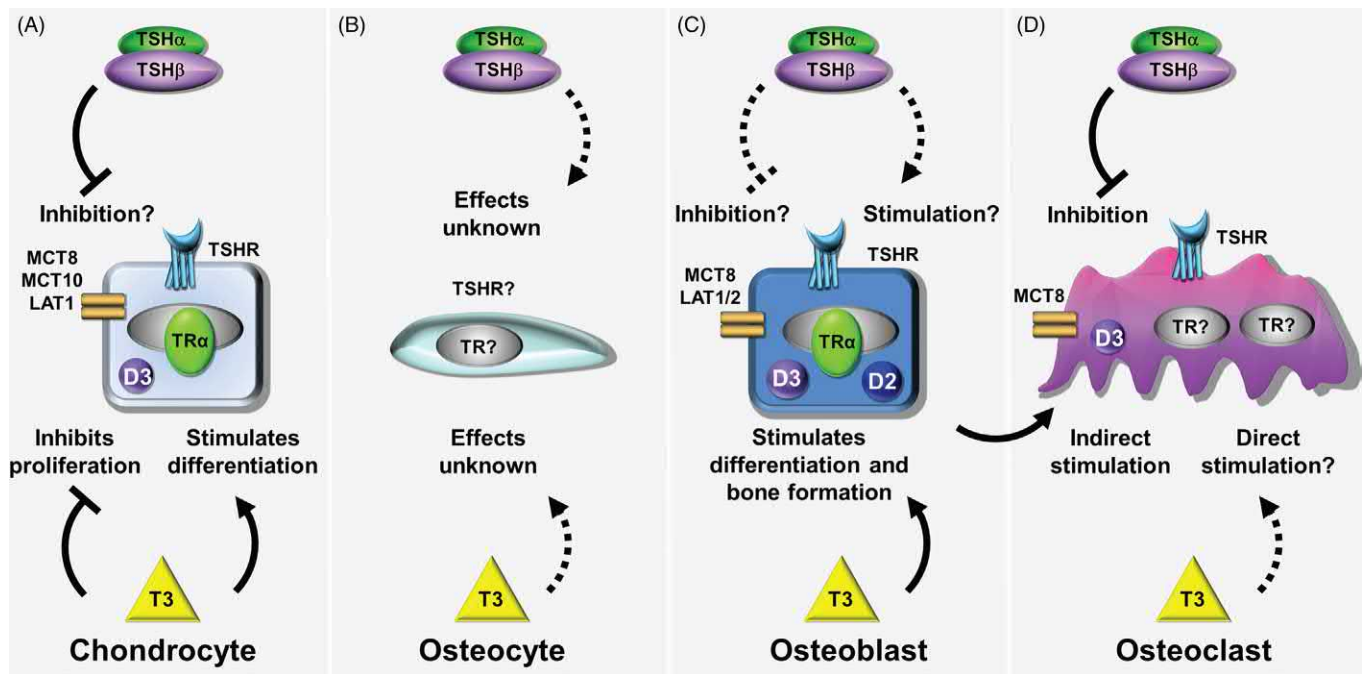 (A)
TSHα
TSHβ
Inhibition?
TSHR
MCT8
MCT10
LAT1
TRα
D3
Inhibits
proliferation
Stimulates
differentiation
T3
Chondrocyte
(B)
TSHα
TSHβ
Effects
unknown
TSHR?
TR?
Effects
unknown
T3
Osteocyte
(C)
TSHα
TSHβ
Inhibition?
Stimulation?
TSHR
MCT8
LAT1/2
TRα
D3
D2
Stimulates
differentiation and
bone formation
T3
Osteoblast
(D)
TSHα
TSHβ
Inhibition
TSHR
MCT8
D3
TR?
TR?
Indirect
stimulation
Direct
stimulation?
T3
Osteoclast